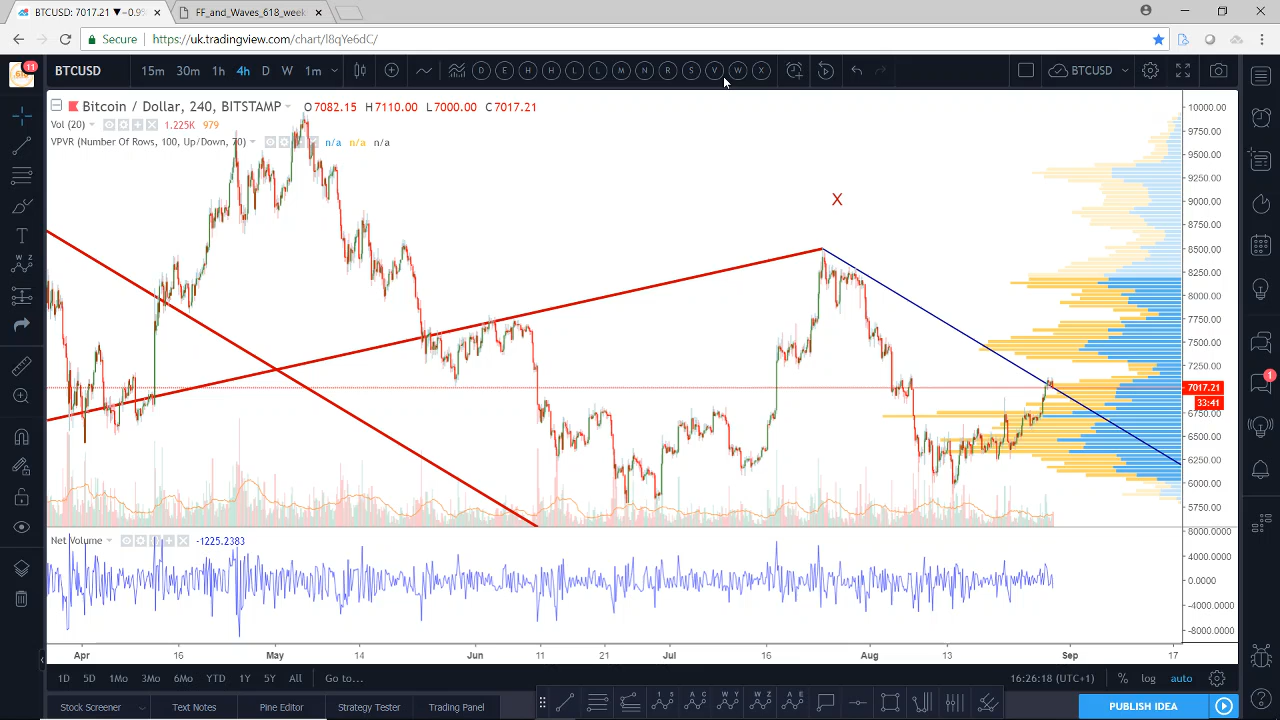 BTCUSD: 7017.21 ▼−0.95
FF_and_Waves_618_week
Secure https://uk.tradingview.com/chart/l8qYe6dC/
11
BTCUSD 15m 30m 1h 4h D W 1m D E H H L L M N R S V W X BTCUSD
Bitcoin / Dollar, 240, BITSTAMP O7082.15 H7110.00 L7000.00 C7017.21
Vol (20) 1.225K 979
VPVR (Number Of Rows, 100, Up/Down, 70) n/a n/a n/a
X
10000.00
9750.00
9500.00
9250.00
9000.00
8750.00
8500.00
8250.00
8000.00
7750.00
7500.00
7250.00
7017.21
33:41
6750.00
6500.00
6250.00
6000.00
5750.00
1
Net Volume -1225.2383
8000.0000
4000.0000
0.0000
-4000.0000
-8000.0000
Apr 16 May 14 Jun 11 21 Jul 16 Aug 13 Sep 17
1D 5D 1Mo 3Mo 6Mo YTD 1Y 5Y All Go to... 16:26:18 (UTC+1) % log auto
Stock Screener Text Notes Pine Editor Strategy Tester Trading Panel PUBLISH IDEA